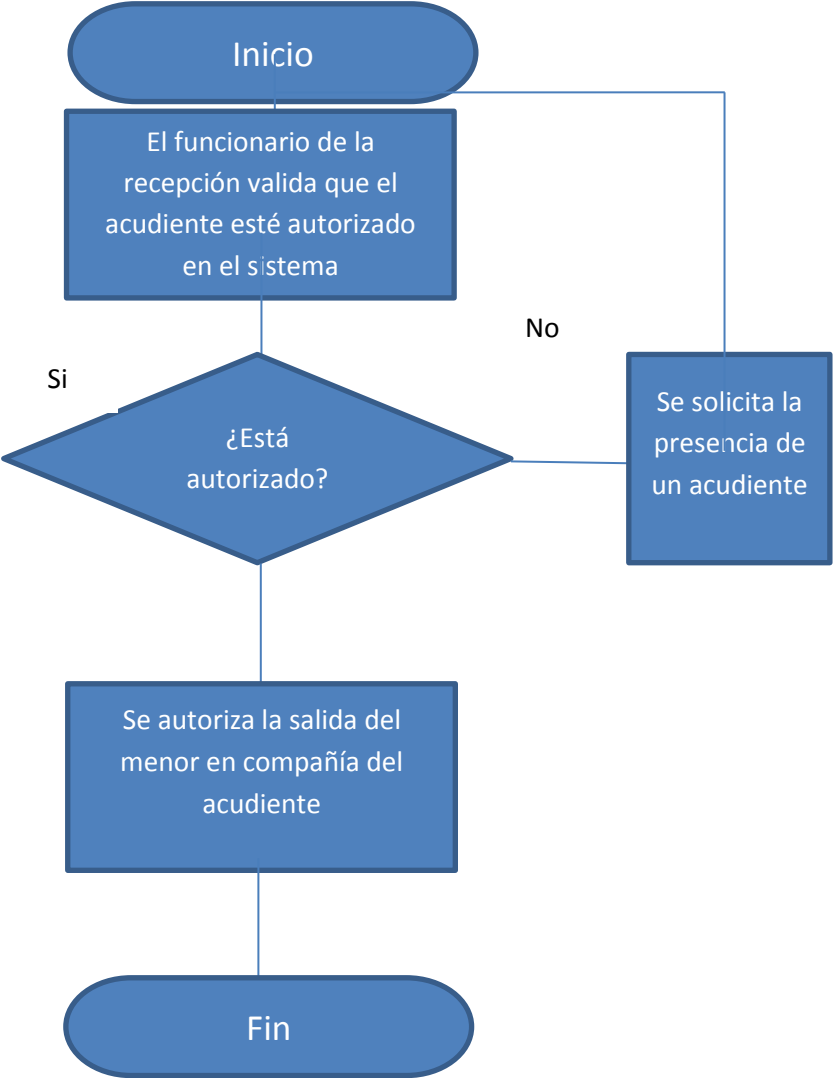 Inicio
El funcionario de la
recepción valida que el
acudiente esté autorizado
en el sistema
No
Si
¿Está
autorizado?
Se solicita la
presencia de
un acudiente
Se autoriza la salida del
menor en compañía del
acudiente
Fin